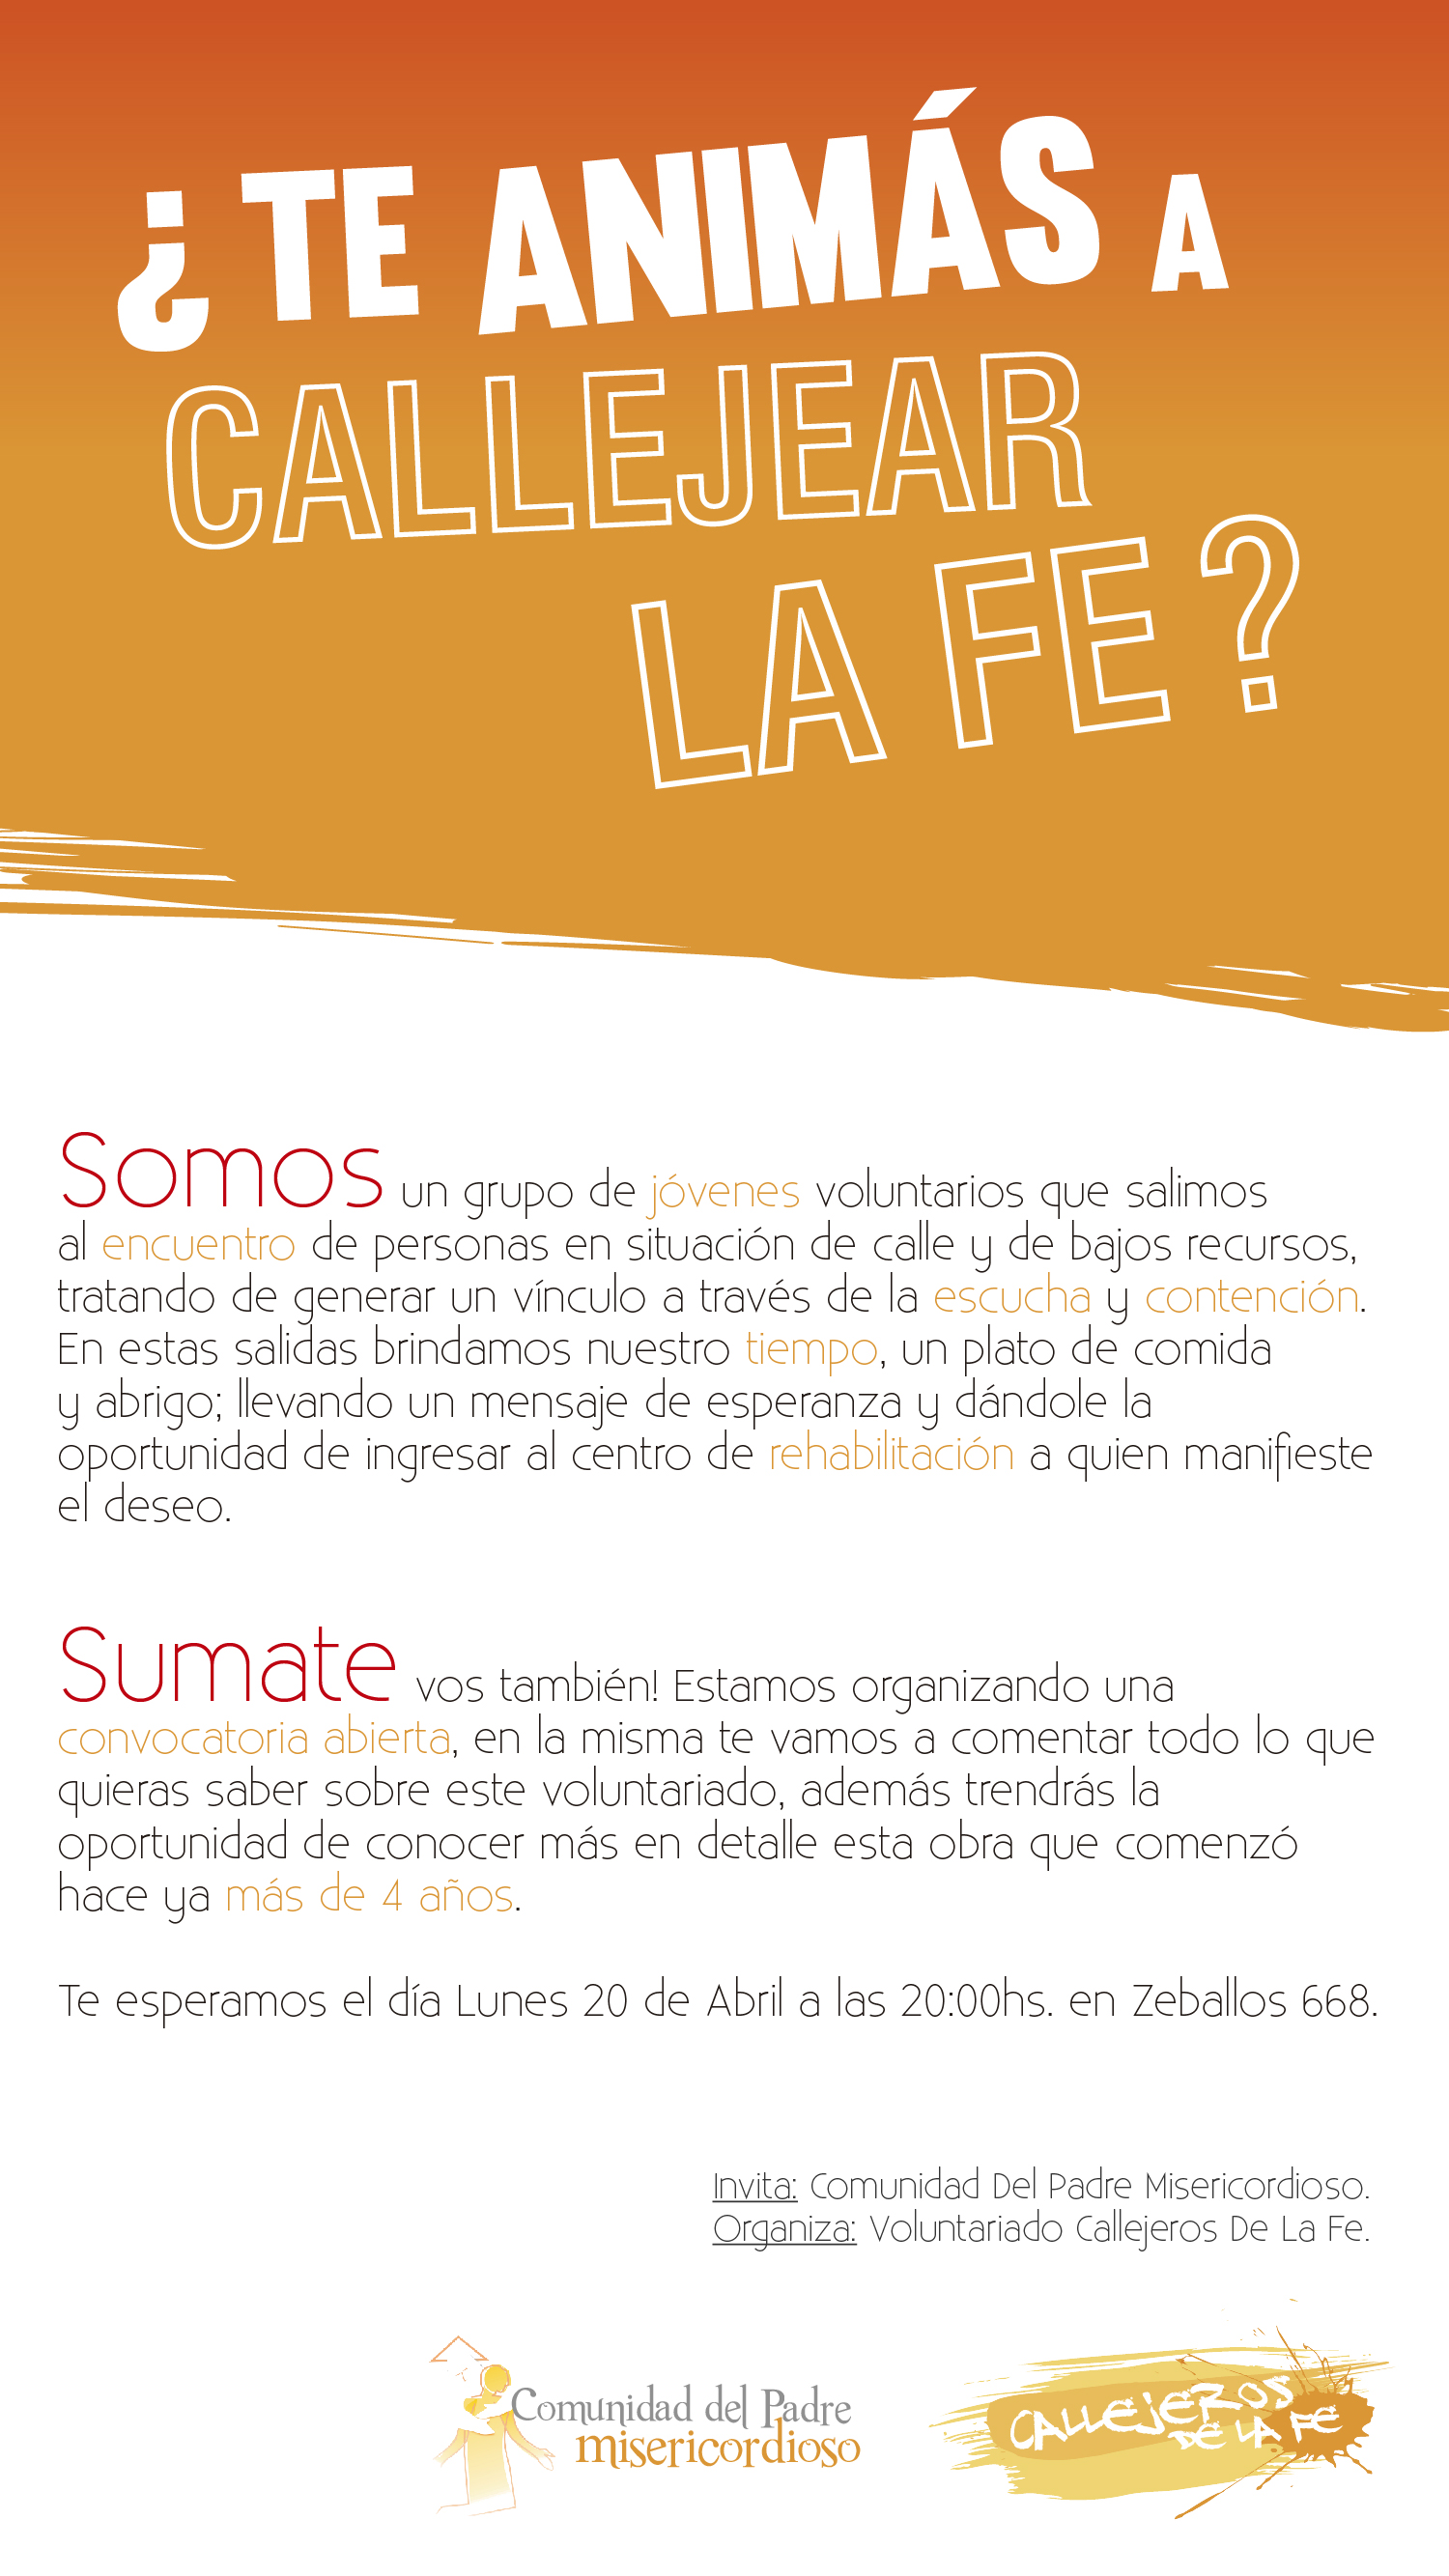 ¿TE ANIMÁS A
CALLEJEAR
LA FE?
Somos un grupo de jóvenes voluntarios que salimos
al encuentro de personas en situación de calle y de bajos recursos,
tratando de generar un vínculo a través de la escucha y contención.
En estas salidas brindamos nuestro tiempo, un plato de comida
y abrigo; llevando un mensaje de esperanza y dándole la
oportunidad de ingresar al centro de rehabilitación a quien manifieste
el deseo.
Sumate vos también! Estamos organizando una
convocatoria abierta, en la misma te vamos a comentar todo lo que
quieras saber sobre este voluntariado, además trendrás la
oportunidad de conocer más en detalle esta obra que comenzó
hace ya más de 4 años.
Te esperamos el día Lunes 20 de Abril a las 20:00hs. en Zeballos 668.
Invita: Comunidad Del Padre Misericordioso.
Organiza: Voluntariado Callejeros De La Fe.
Comunidad del Padre
misericordioso
CALLEJEROS
DE LA FE